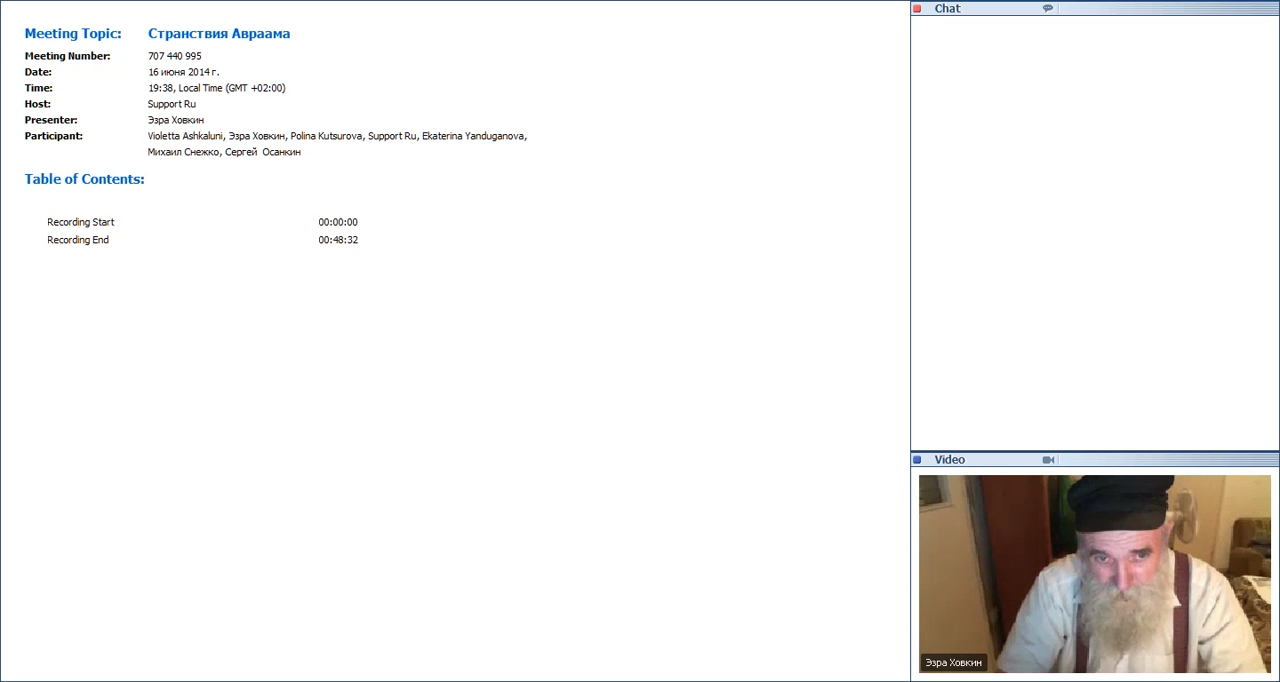 Meeting Topic: Странствия Авраама
Meeting Number: 707 440 995
Date: 16 июня 2014 г.
Time: 19:38, Local Time (GMT +02:00)
Host: Support Ru
Presenter: Эзра Ховкин
Participant: Violetta Ashkaluni, Эзра Ховкин, Polina Kutsurova, Support Ru, Ekaterina Yanduganova,
Михаил Снежко, Сергей Осанкин
Table of Contents:
Recording Start 00:00:00
Recording End 00:48:32
Chat
Video
Эзра Ховкин